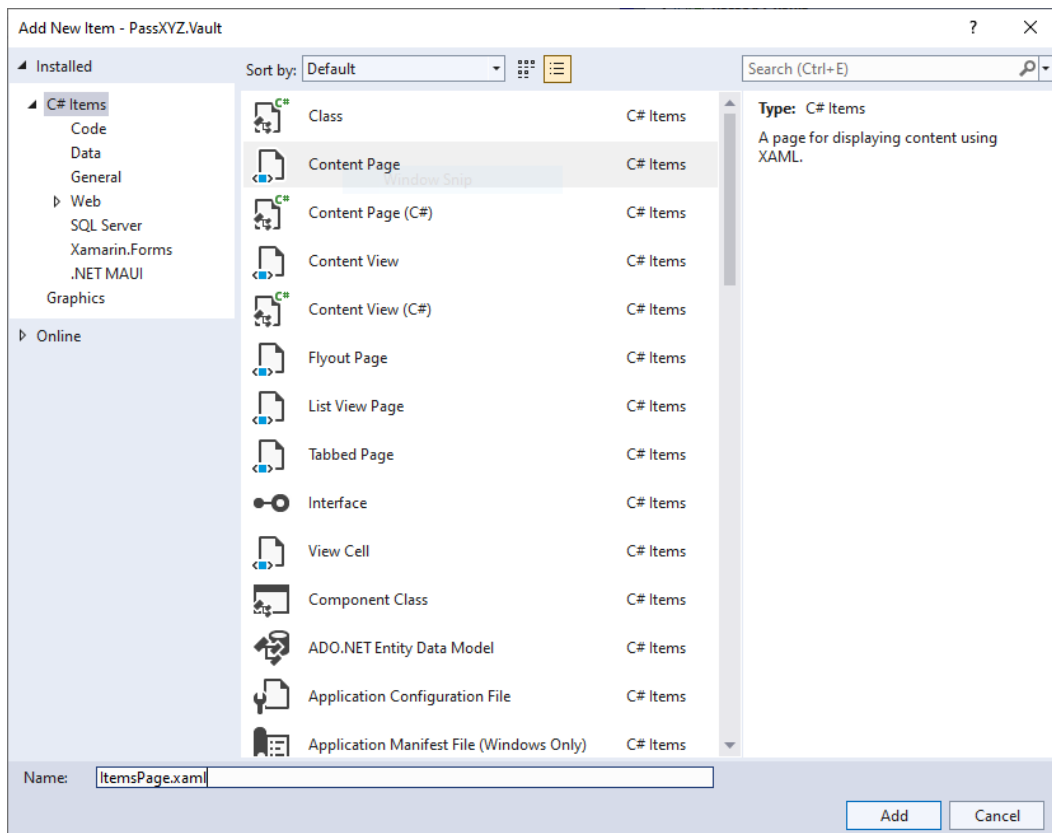 Add New Item - PassXYZ.Vault
?
Installed
Sort by: Default
Search (Ctrl+E)
C# Items
Code
Data
General
Web
SQL Server
Xamarin.Forms
.NET MAUI
Graphics
Online
C# Class C# Items
Content Page C# Items
Window Snip
C# Content Page (C#) C# Items
Content View C# Items
C# Content View (C#) C# Items
Flyout Page C# Items
List View Page C# Items
Tabbed Page C# Items
Interface C# Items
View Cell C# Items
Component Class C# Items
ADO.NET Entity Data Model C# Items
Application Configuration File C# Items
Application Manifest File (Windows Only) C# Items
Type: C# Items
A page for displaying content using
XAML.
Name: ItemsPage.xaml
Add Cancel